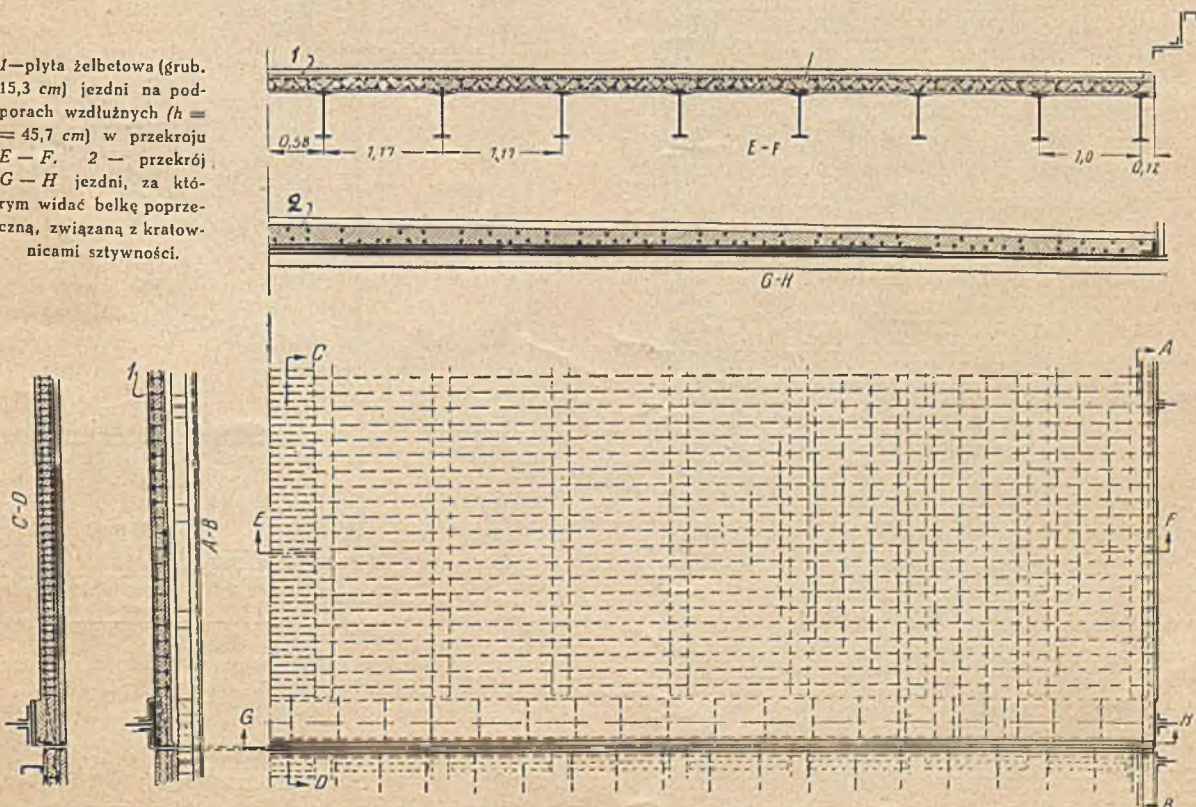 1—płyta żelbetowa (grub.
15,3 cm) jezdni na pod-
porach wzdłużnych (h =
= 45,7 cm) w przekroju
E — F. 2 — przekrój
G — H jezdni, za któ-
rym widać belkę poprze-
czną, związaną z kratow-
nicami sztywności.
1
0,58 1,17 1,17 E-F 1,0 0,12
2
G-H
C A
1
C-D A-B E F
G H
D B